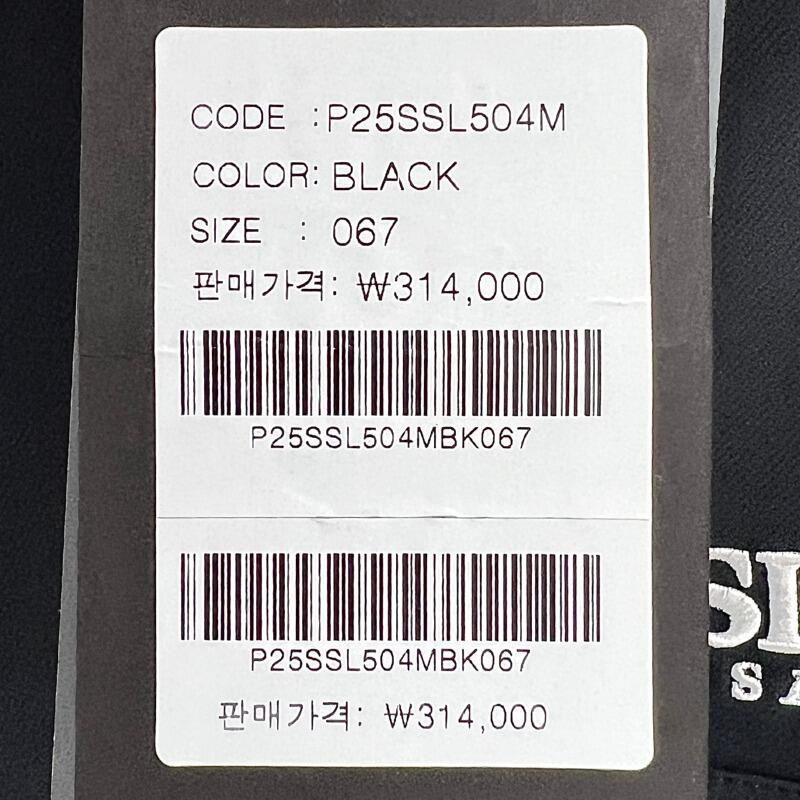 CODE :P25SSL504M
COLOR: BLACK
SIZE : 067
판매가격: ₩314,000
P25SSL504MBK067
P25SSL504MBK067
판매가격: ₩314,000